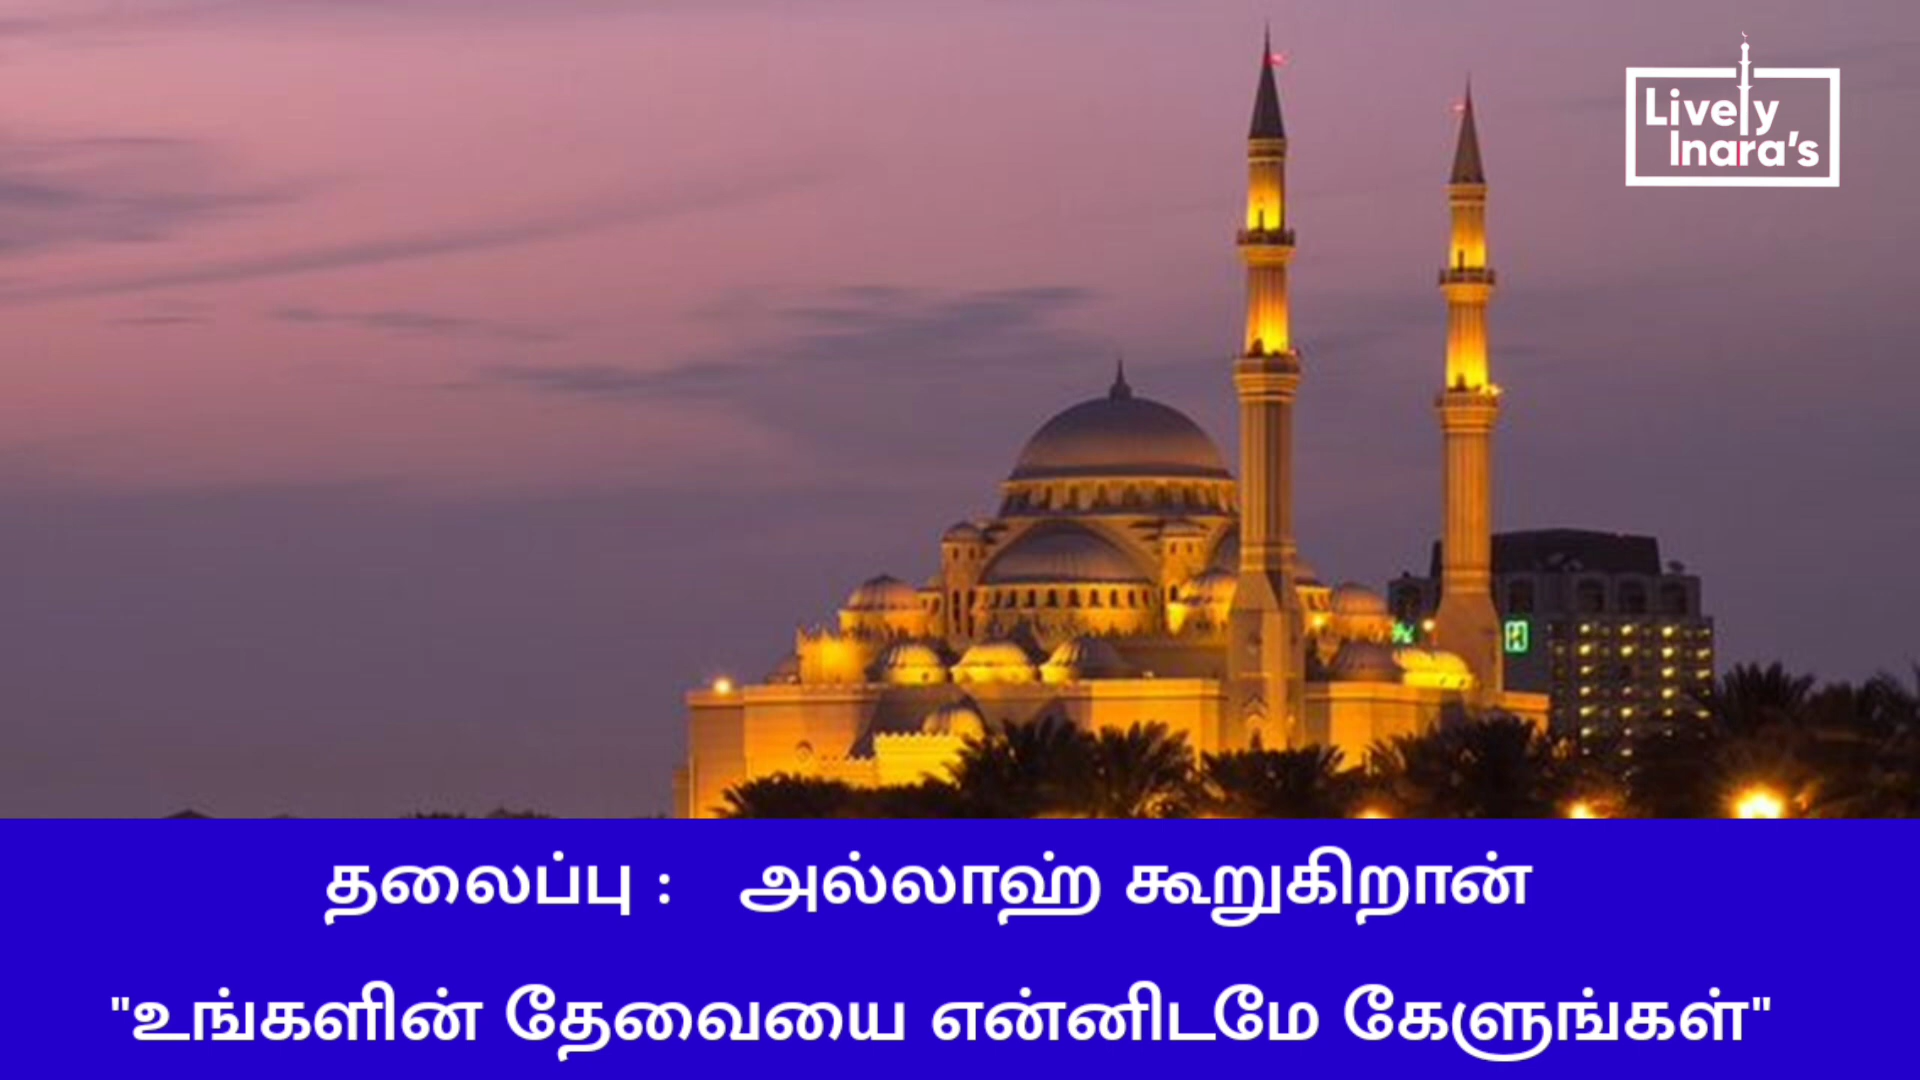 Lively
Inara's
தலைப்பு : அல்லாஹ் கூறுகிறான்
"உங்களின் தேவையை என்னிடமே கேளுங்கள்"